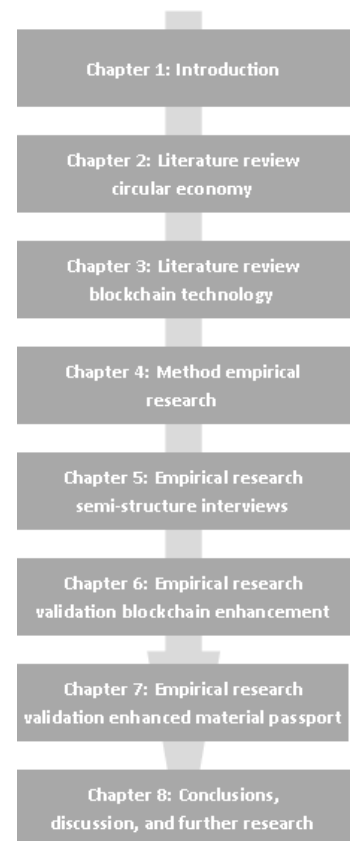 Chapter 1: Introduction
Chapter 2: Literature review
circular economy
Chapter 3: Literature review
blockchain technology
Chapter 4: Method empirical
research
Chapter 5: Empirical research
semi-structure interviews
Chapter 6: Empirical research
validation blockchain enhancement
Chapter 7: Empirical research
validation enhanced material passport
Chapter 8: Conclusions,
discussion, and further research